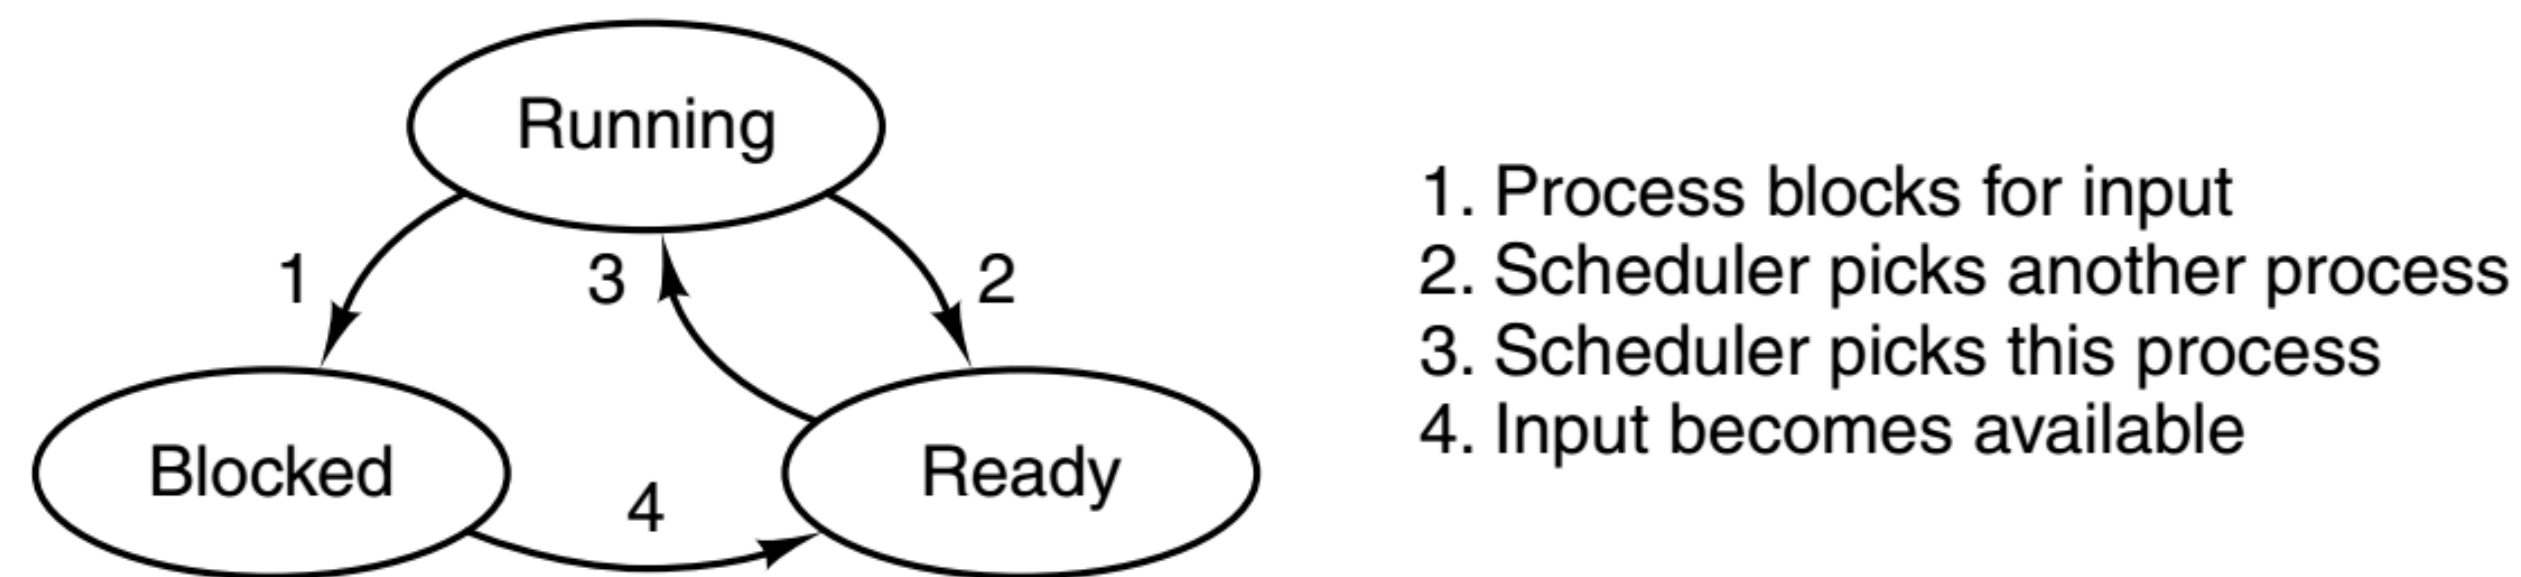 Running
1
3
2
Blocked
4
Ready
1. Process blocks for input
2. Scheduler picks another process
3. Scheduler picks this process
4. Input becomes available